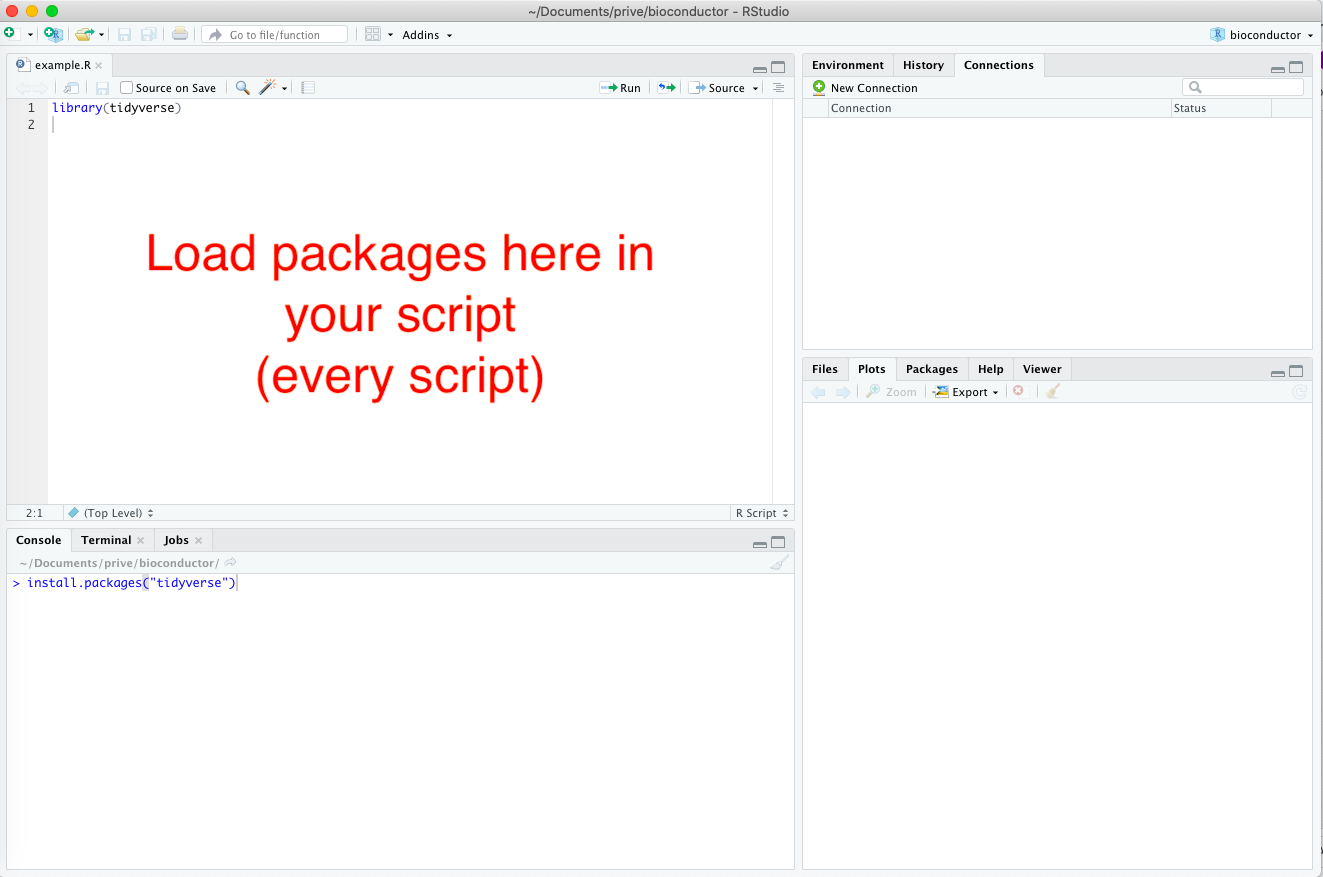 ~/Documents/prive/bioconductor - RStudio
Go to file/function
Addins
bioconductor
example.R
Source on Save
Run
Source
1 library(tidyverse)
2
Load packages here in
your script
(every script)
2:1 (Top Level) R Script
Console Terminal Jobs
~/Documents/prive/bioconductor/
> install.packages("tidyverse")
Environment History Connections
New Connection
Connection Status
Files Plots Packages Help Viewer
Zoom Export